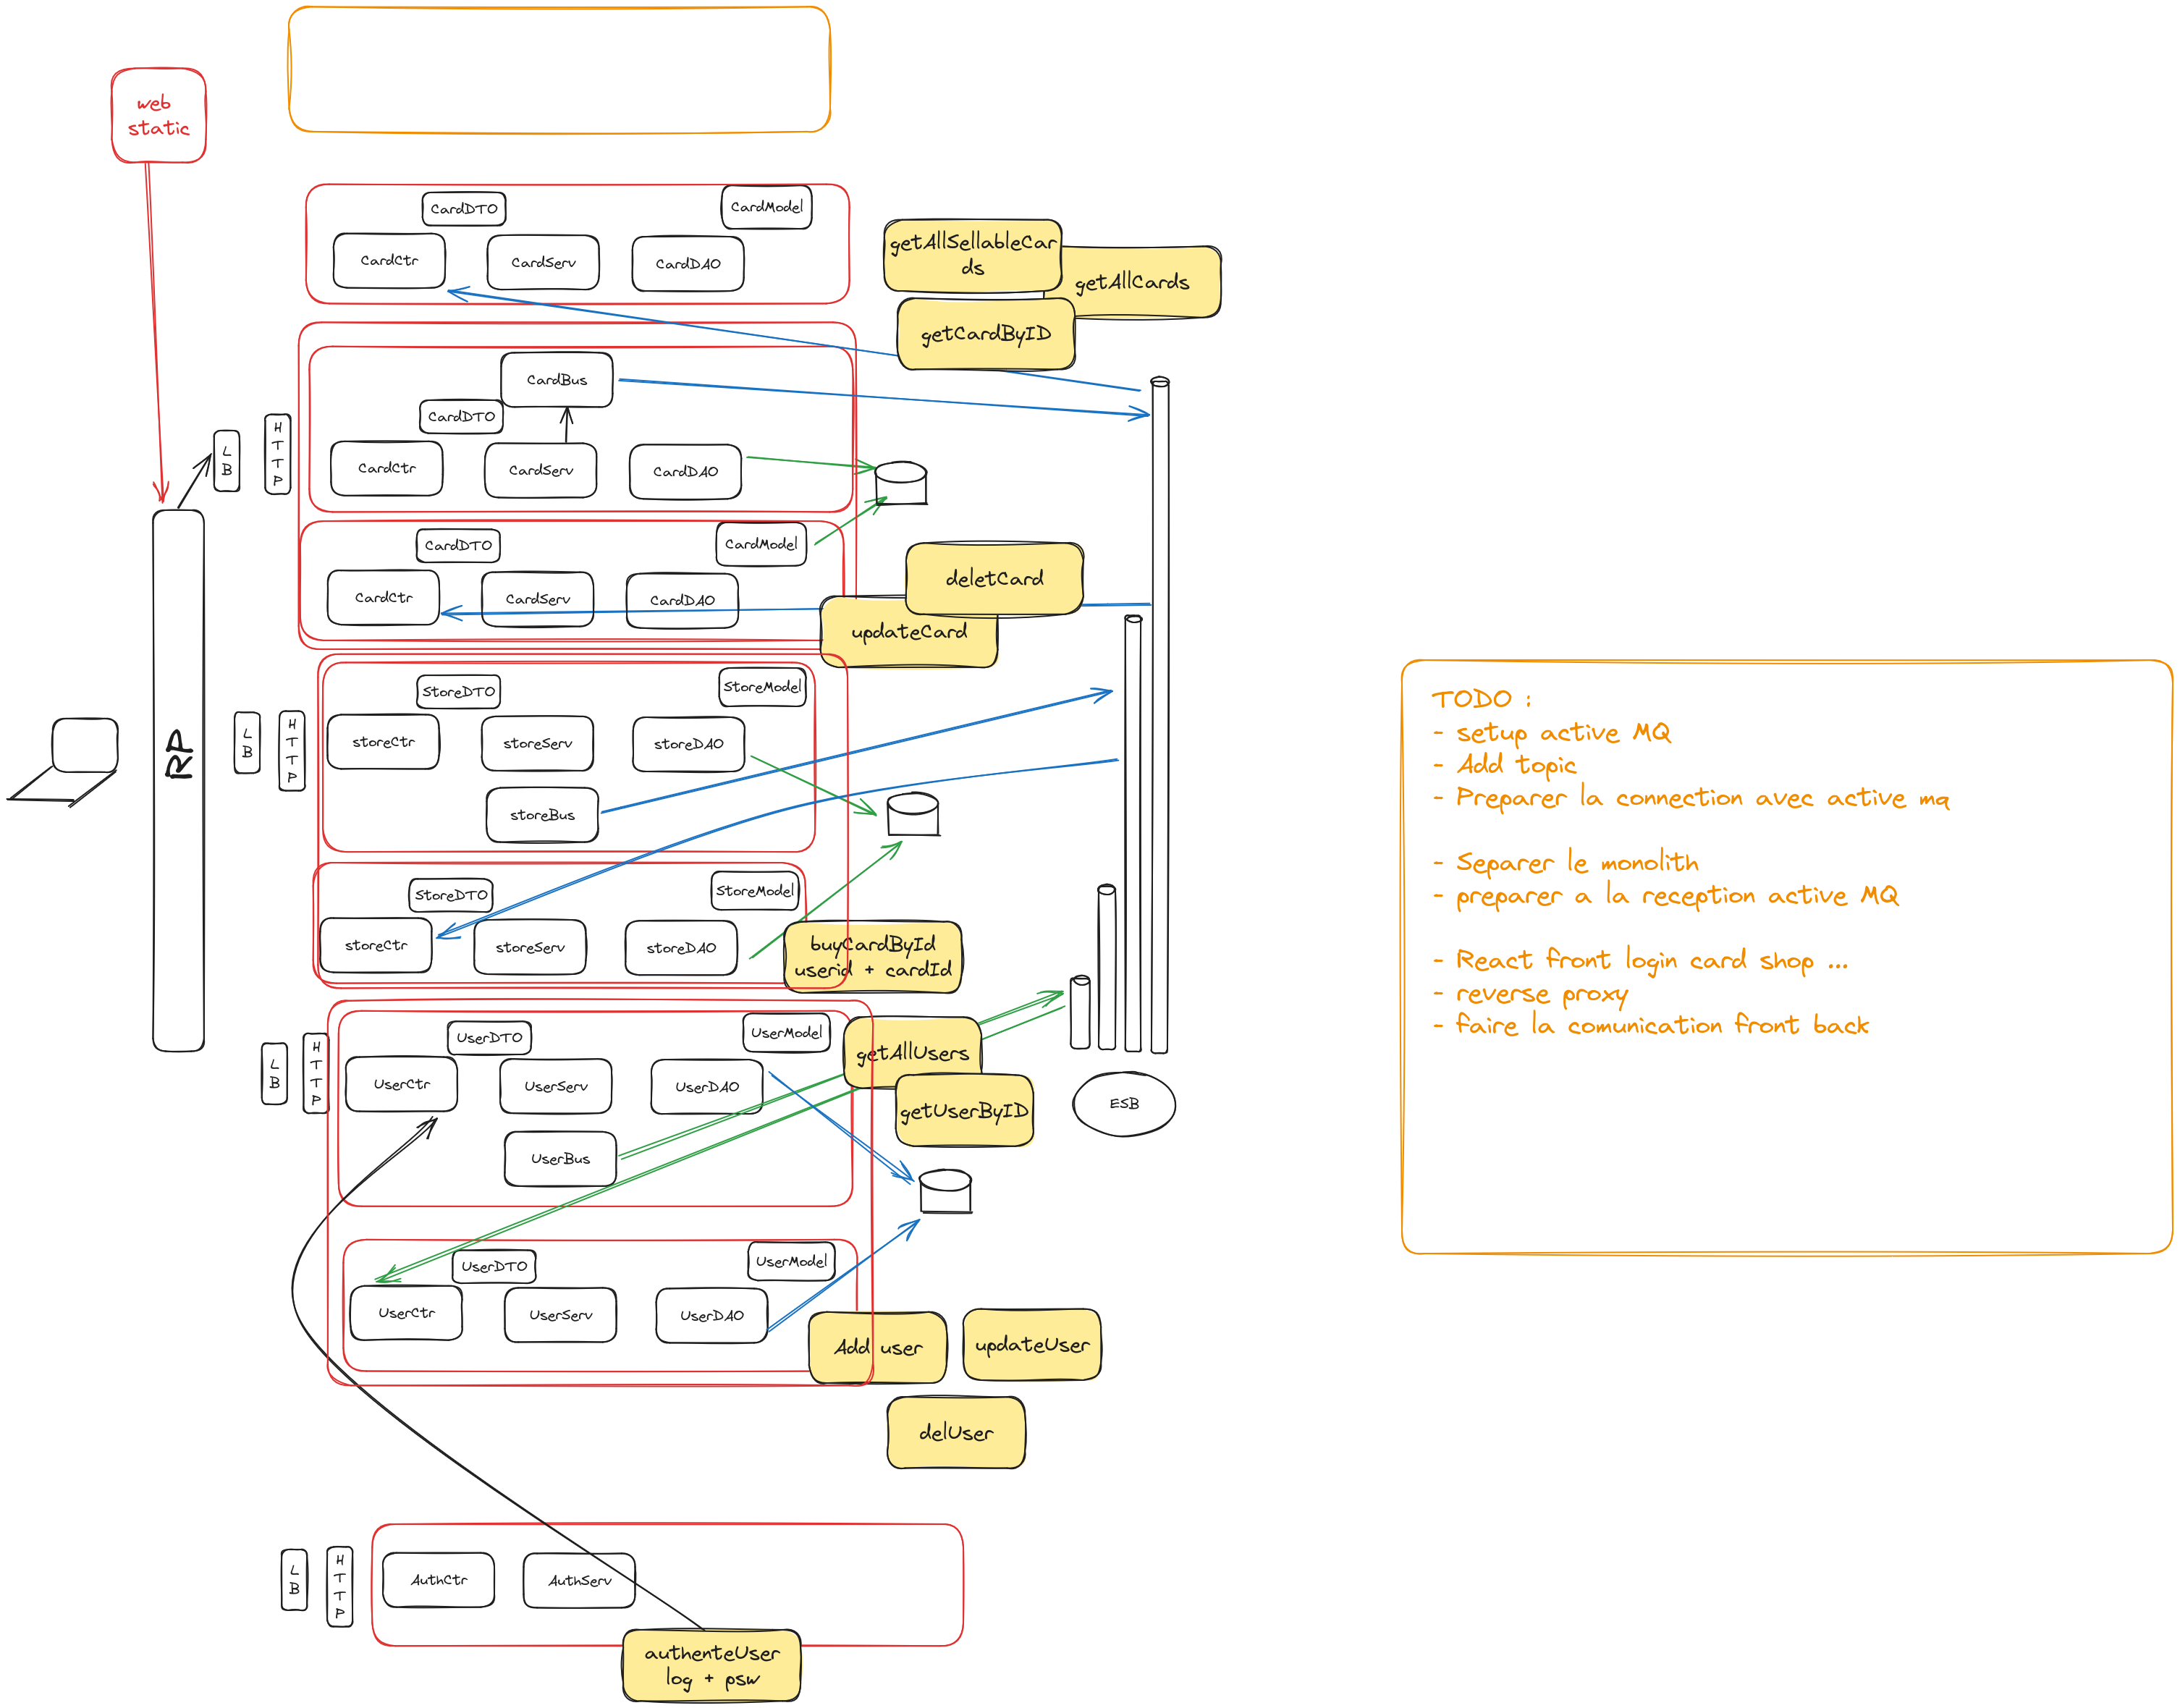 web
static
CardDTO
CardModel
CardCtr
CardServ
CardDAO
getAllSellableCar
ds
getAllCards
getCardByID
CardBus
CardDTO
CardCtr
CardServ
CardDAO
L
B
H
T
T
P
CardDTO
CardModel
CardCtr
CardServ
CardDAO
deletCard
updateCard
RP
L
B
H
T
T
P
StoreDTO
StoreModel
storeCtr
storeServ
storeDAO
storeBus
StoreDTO
StoreModel
storeCtr
storeServ
storeDAO
buyCardById
userid + cardId
L
B
H
T
T
P
UserDTO
UserModel
UserCtr
UserServ
UserDAO
UserBus
getAllUsers
getUserByID
ESB
UserDTO
UserModel
UserCtr
UserServ
UserDAO
Add user
updateUser
delUser
L
B
H
T
T
P
AuthCtr
AuthServ
authenteUser
log + psw
TODO :
- setup active MQ
- Add topic
- Preparer la connection avec active mq
- Separer le monolith
- preparer a la reception active MQ
- React front login card shop ...
- reverse proxy
- faire la comunication front back